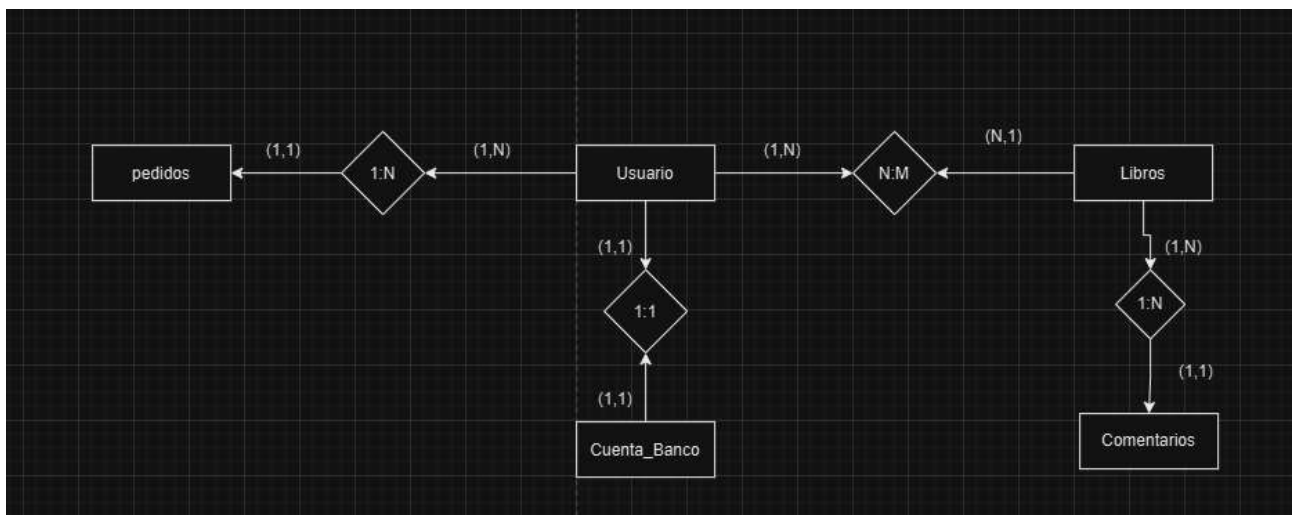 (1,1)
(1,N)
(1,N)
(N,1)
pedidos
1:N
Usuario
N:M
Libros
(1,1)
(1,N)
1:1
1:N
(1,1)
(1,1)
Cuenta_Banco
Comentarios